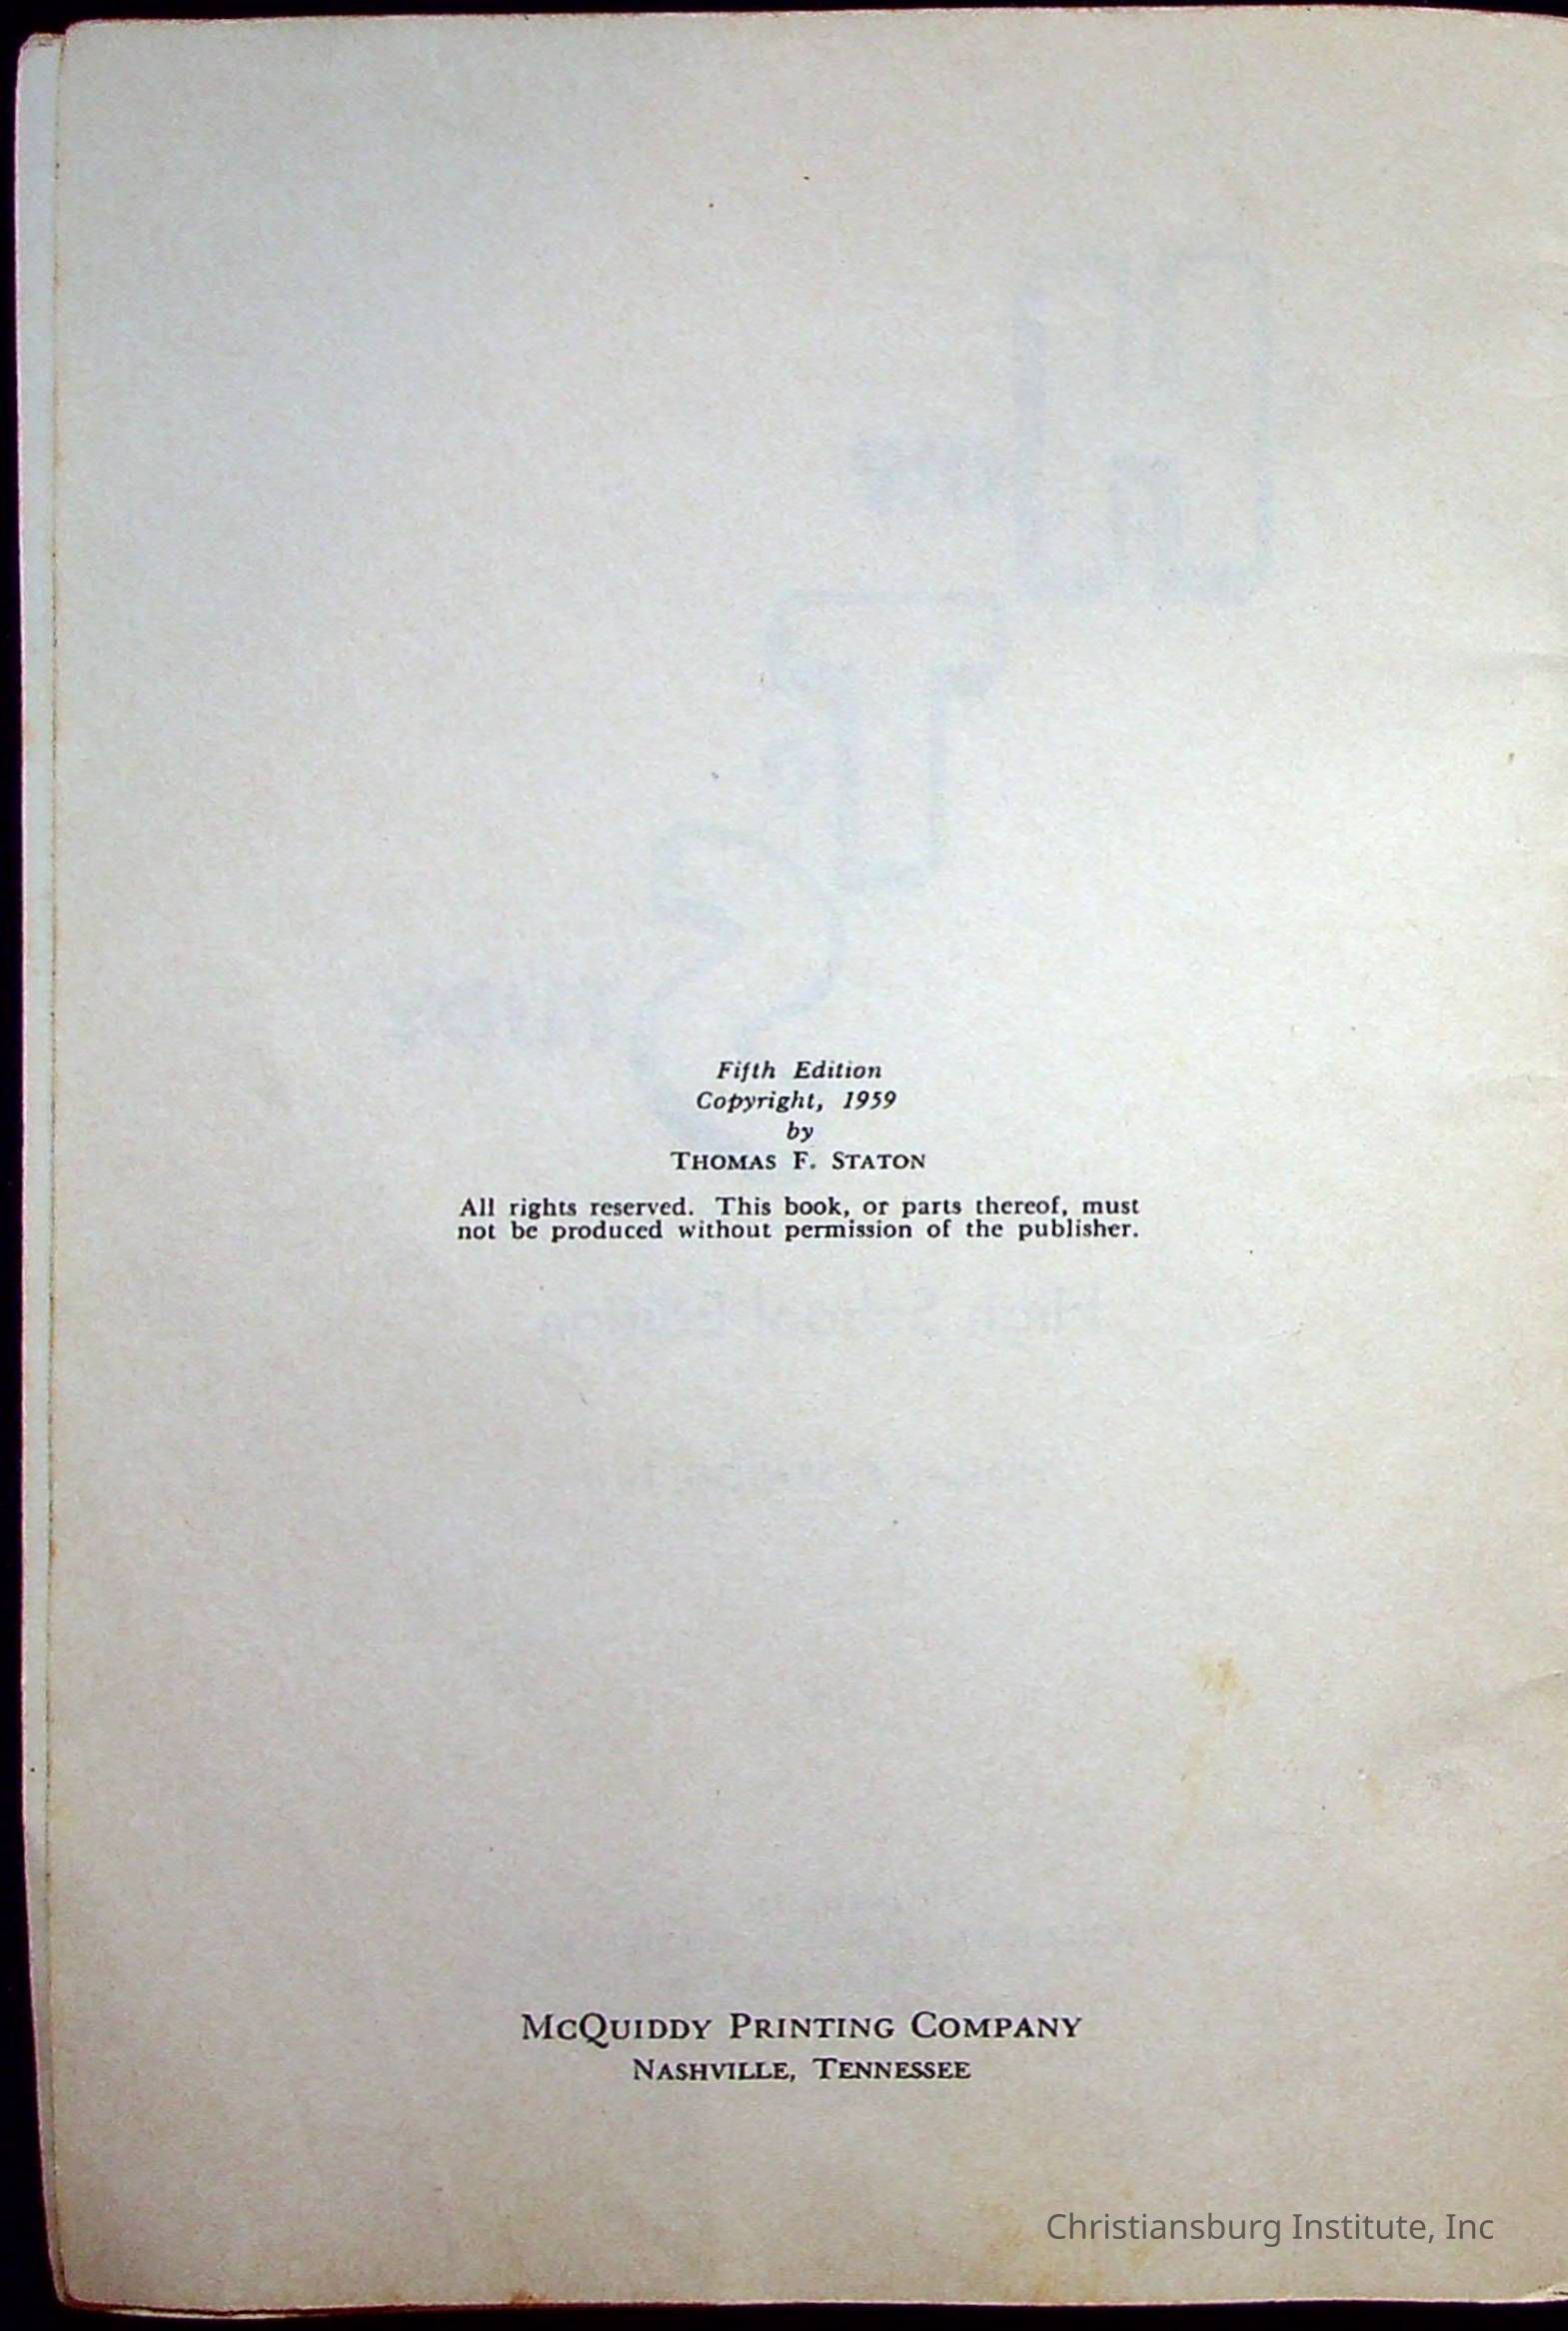 Fifth Edition
Copyright, 1959
by
THOMAS F. STATON
All rights reserved. This book, or parts thereof, must
not be produced without permission of the publisher.
MCQUIDDY PRINTING COMPANY
NASHVILLE, TENNESSEE
Christiansburg Institute, Inc